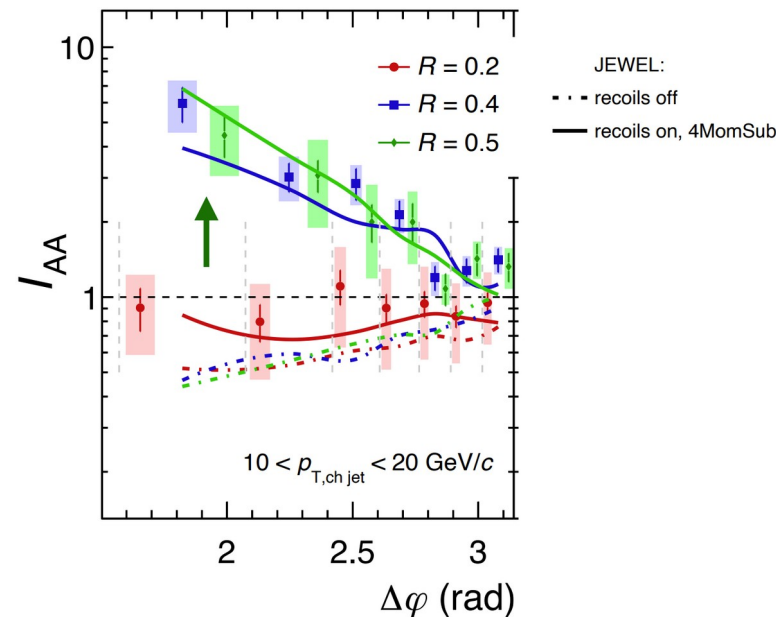 10
R = 0.2
R = 0.4
R = 0.5
JEWEL:
recoils off
recoils on, 4MomSub
I_AA
1
10 < p_T,ch jet < 20 GeV/c
2 2.5 3
Δφ (rad)